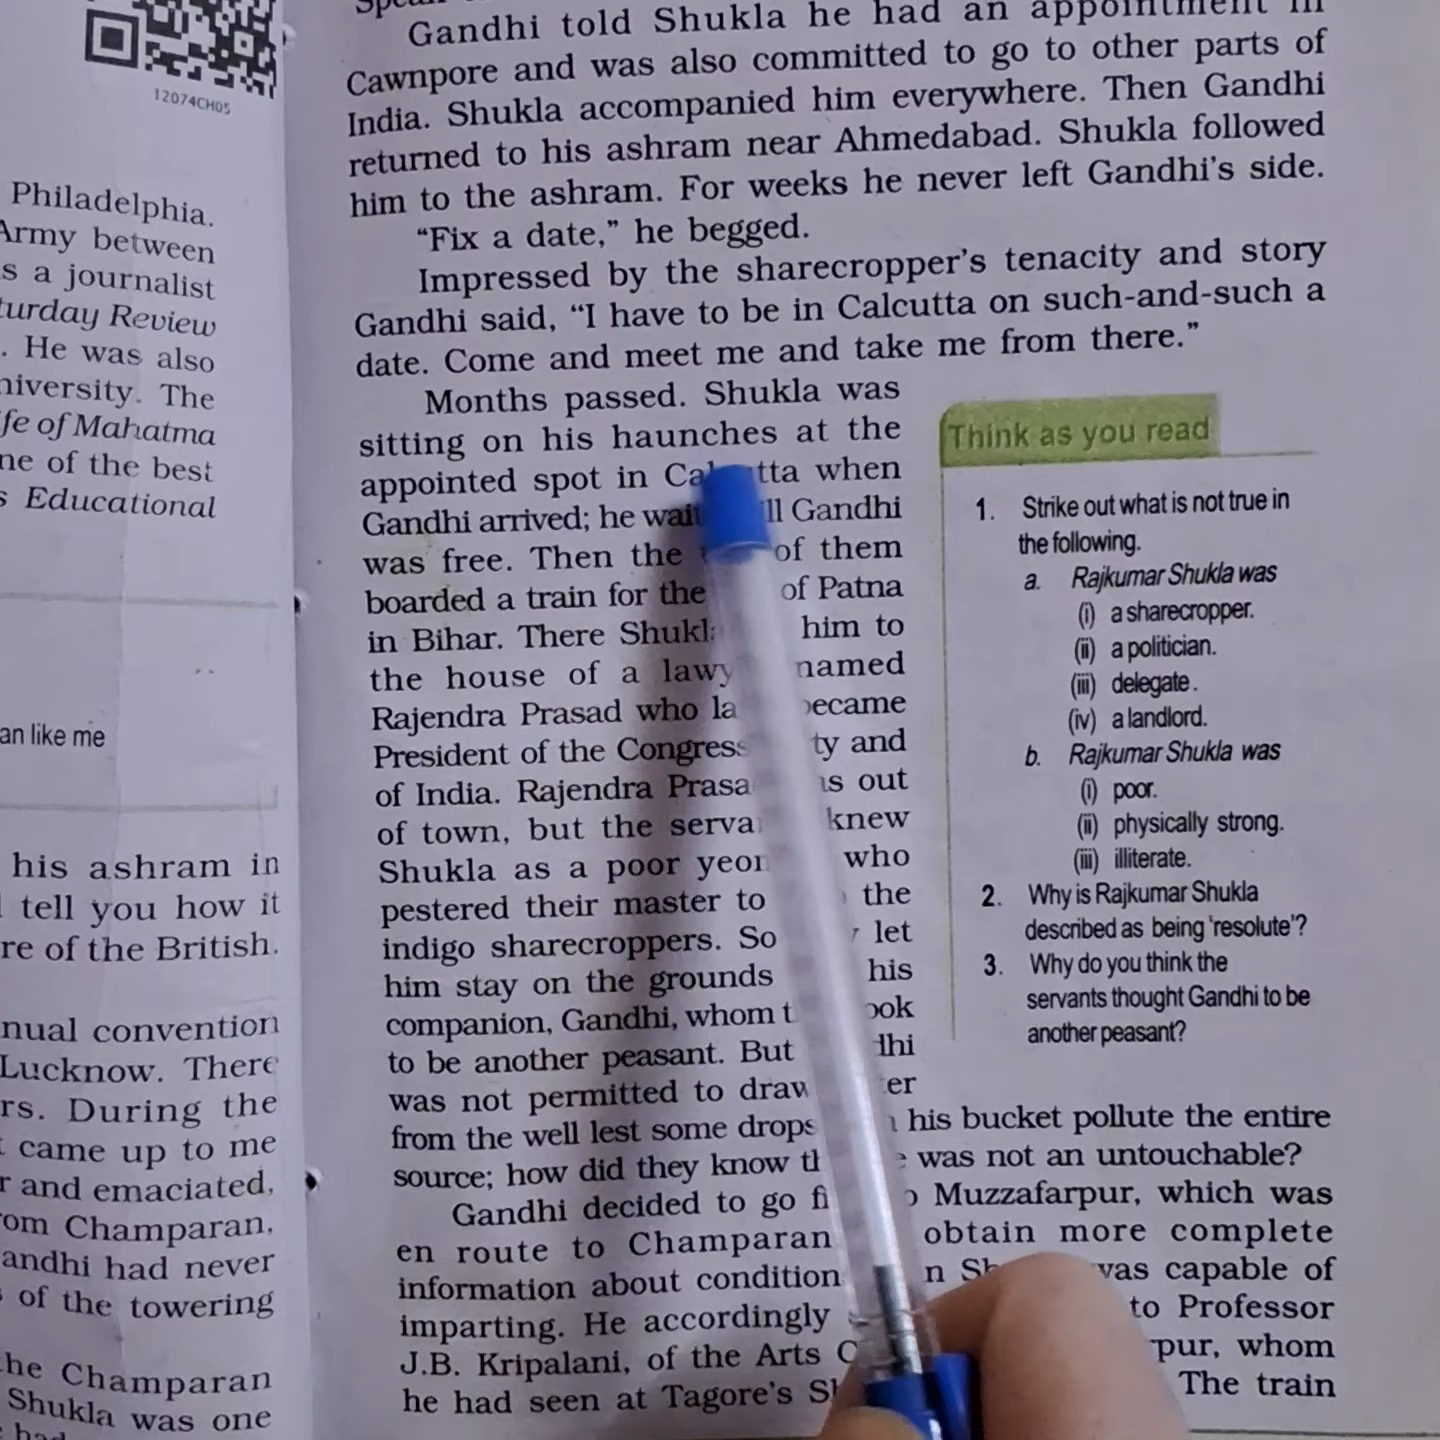 12074CH05
Philadelphia.
Army between
s a journalist
turday Review
. He was also
niversity. The
ife of Mahatma
ne of the best
s Educational
an like me
his ashram in
tell you how it
re of the British.
nual convention
Lucknow. There
rs. During the
t came up to me
r and emaciated,
om Champaran,
andhi had never
of the towering
he Champaran
Shukla was one
Gandhi told Shukla he had an appointment in
Cawnpore and was also committed to go to other parts of
India. Shukla accompanied him everywhere. Then Gandhi
returned to his ashram near Ahmedabad. Shukla followed
him to the ashram. For weeks he never left Gandhi's side.
“Fix a date,” he begged.
Impressed by the sharecropper's tenacity and story
Gandhi said, “I have to be in Calcutta on such-and-such a
date. Come and meet me and take me from there.”
Months passed. Shukla was
sitting on his haunches at the
appointed spot in Ca tta when
Gandhi arrived; he wait ll Gandhi
was free. Then the of them
boarded a train for the of Patna
in Bihar. There Shukla him to
the house of a lawy named
Rajendra Prasad who la became
President of the Congress ty and
of India. Rajendra Prasa as out
of town, but the serva knew
Shukla as a poor yeo who
pestered their master to the
indigo sharecroppers. So let
him stay on the grounds his
companion, Gandhi, whom t ook
to be another peasant. But dhi
was not permitted to draw ter
from the well lest some drops his bucket pollute the entire
source; how did they know th e was not an untouchable?
Gandhi decided to go fi o Muzzafarpur, which was
en route to Champaran obtain more complete
information about condition n Sh was capable of
imparting. He accordingly to Professor
J.B. Kripalani, of the Arts C rpur, whom
he had seen at Tagore's Sh The train
Think as you read
1. Strike out what is not true in
the following.
a. Rajkumar Shukla was
(i) a sharecropper.
(ii) a politician.
(iii) delegate.
(iv) a landlord.
b. Rajkumar Shukla was
(i) poor.
(ii) physically strong.
(iii) illiterate.
2. Why is Rajkumar Shukla
described as being ‘resolute’?
3. Why do you think the
servants thought Gandhi to be
another peasant?